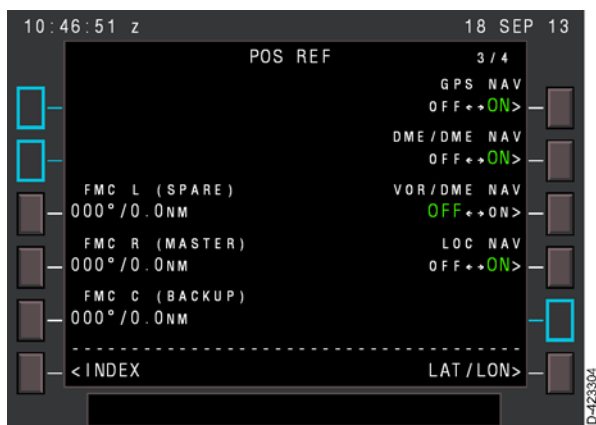 10:46:51 z 18 SEP 13
POS REF 3/4
GPS NAV
OFF←→ON>
DME/DME NAV
OFF←→ON>
FMC L (SPARE) VOR/DME NAV
000°/0.0NM OFF←→ON>
FMC R (MASTER) LOC NAV
000°/0.0NM OFF←→ON>
FMC C (BACKUP)
000°/0.0NM
--------------------------------
<INDEX LAT/LON>
D-423304